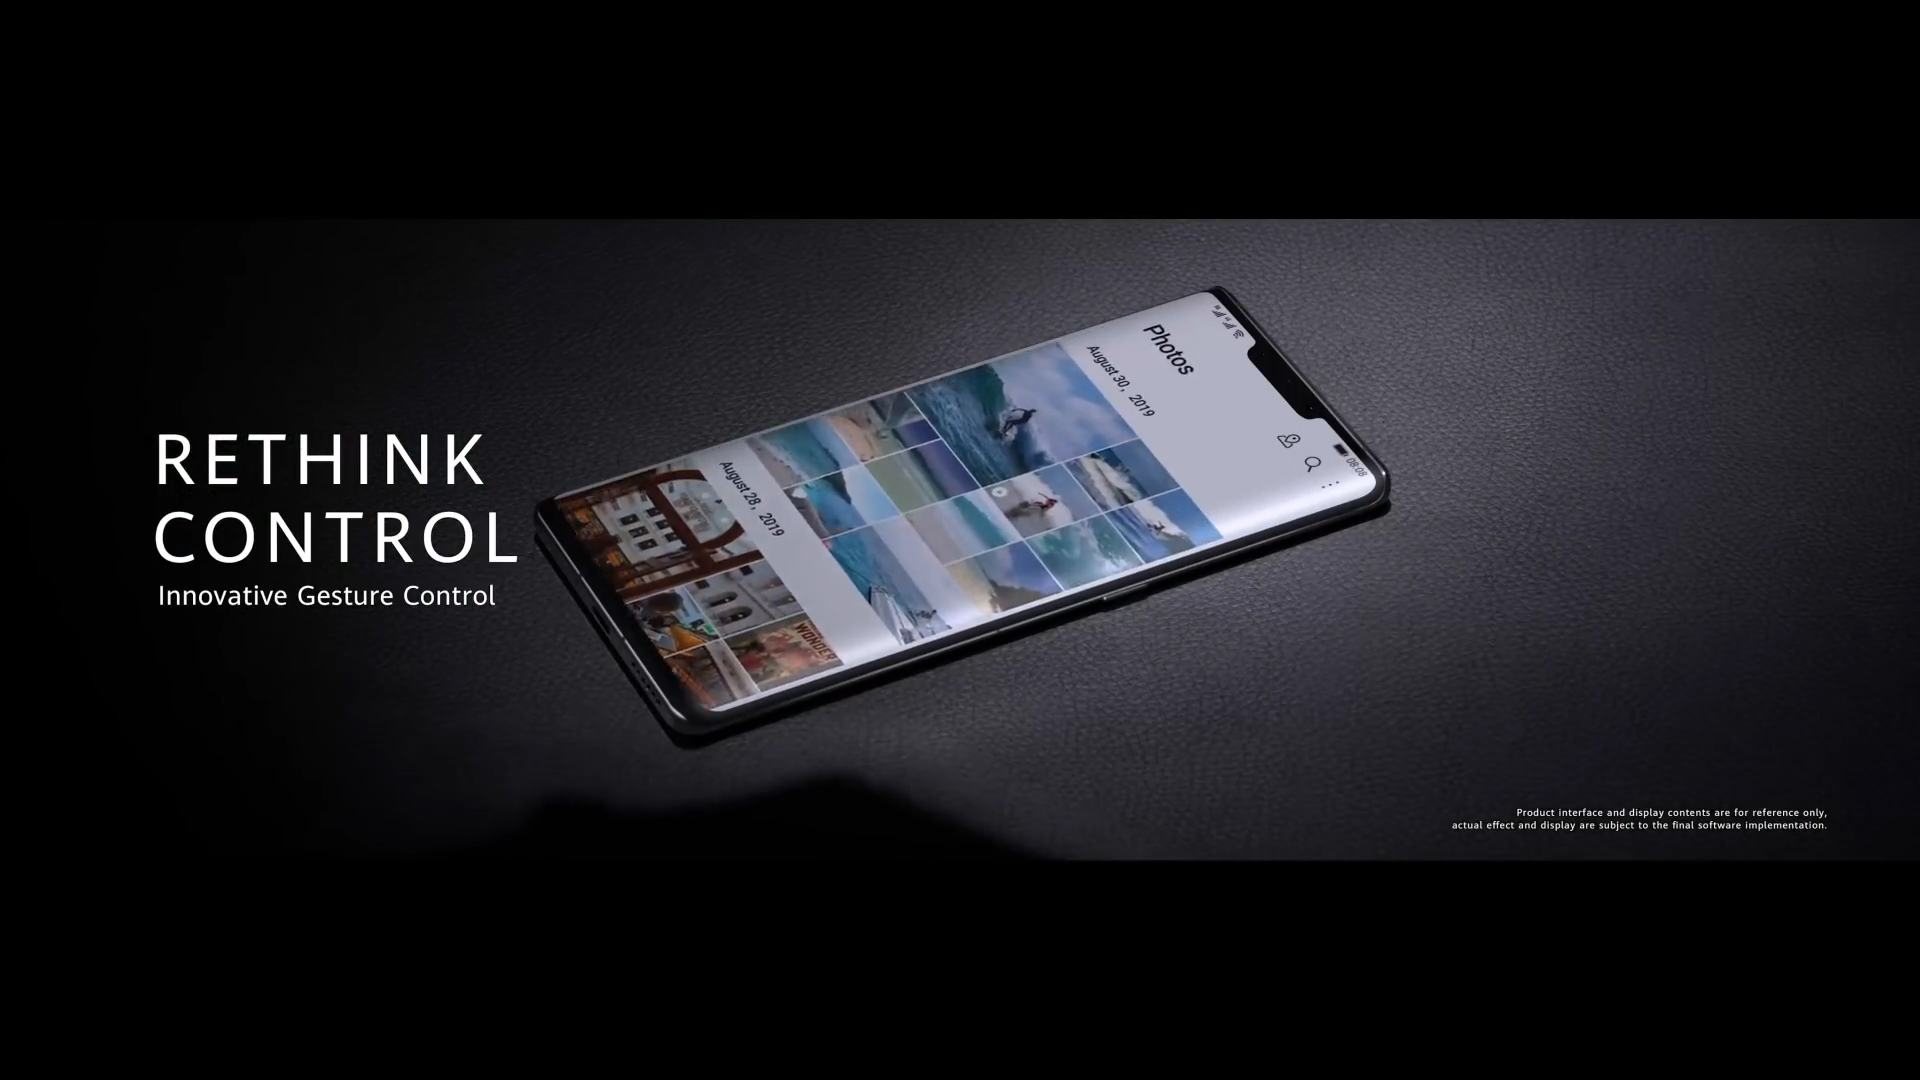 RETHINK
CONTROL
Innovative Gesture Control
08:08
Photos
August 30， 2019
August 28， 2019
WONDER
Product interface and display contents are for reference only,
actual effect and display are subject to the final software implementation.